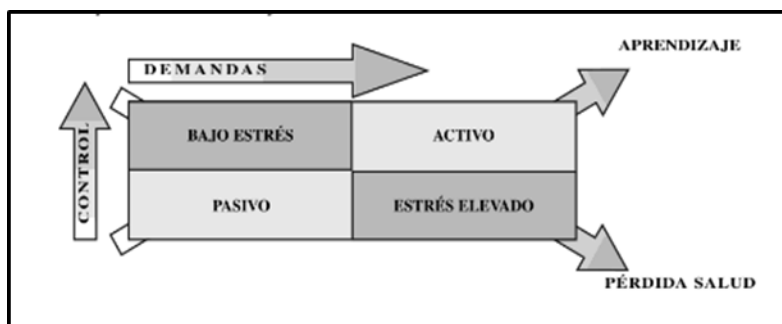 APRENDIZAJE
DEMANDAS
BAJO ESTRÉS
ACTIVO
CONTROL
PASIVO
ESTRÉS ELEVADO
PÉRDIDA SALUD